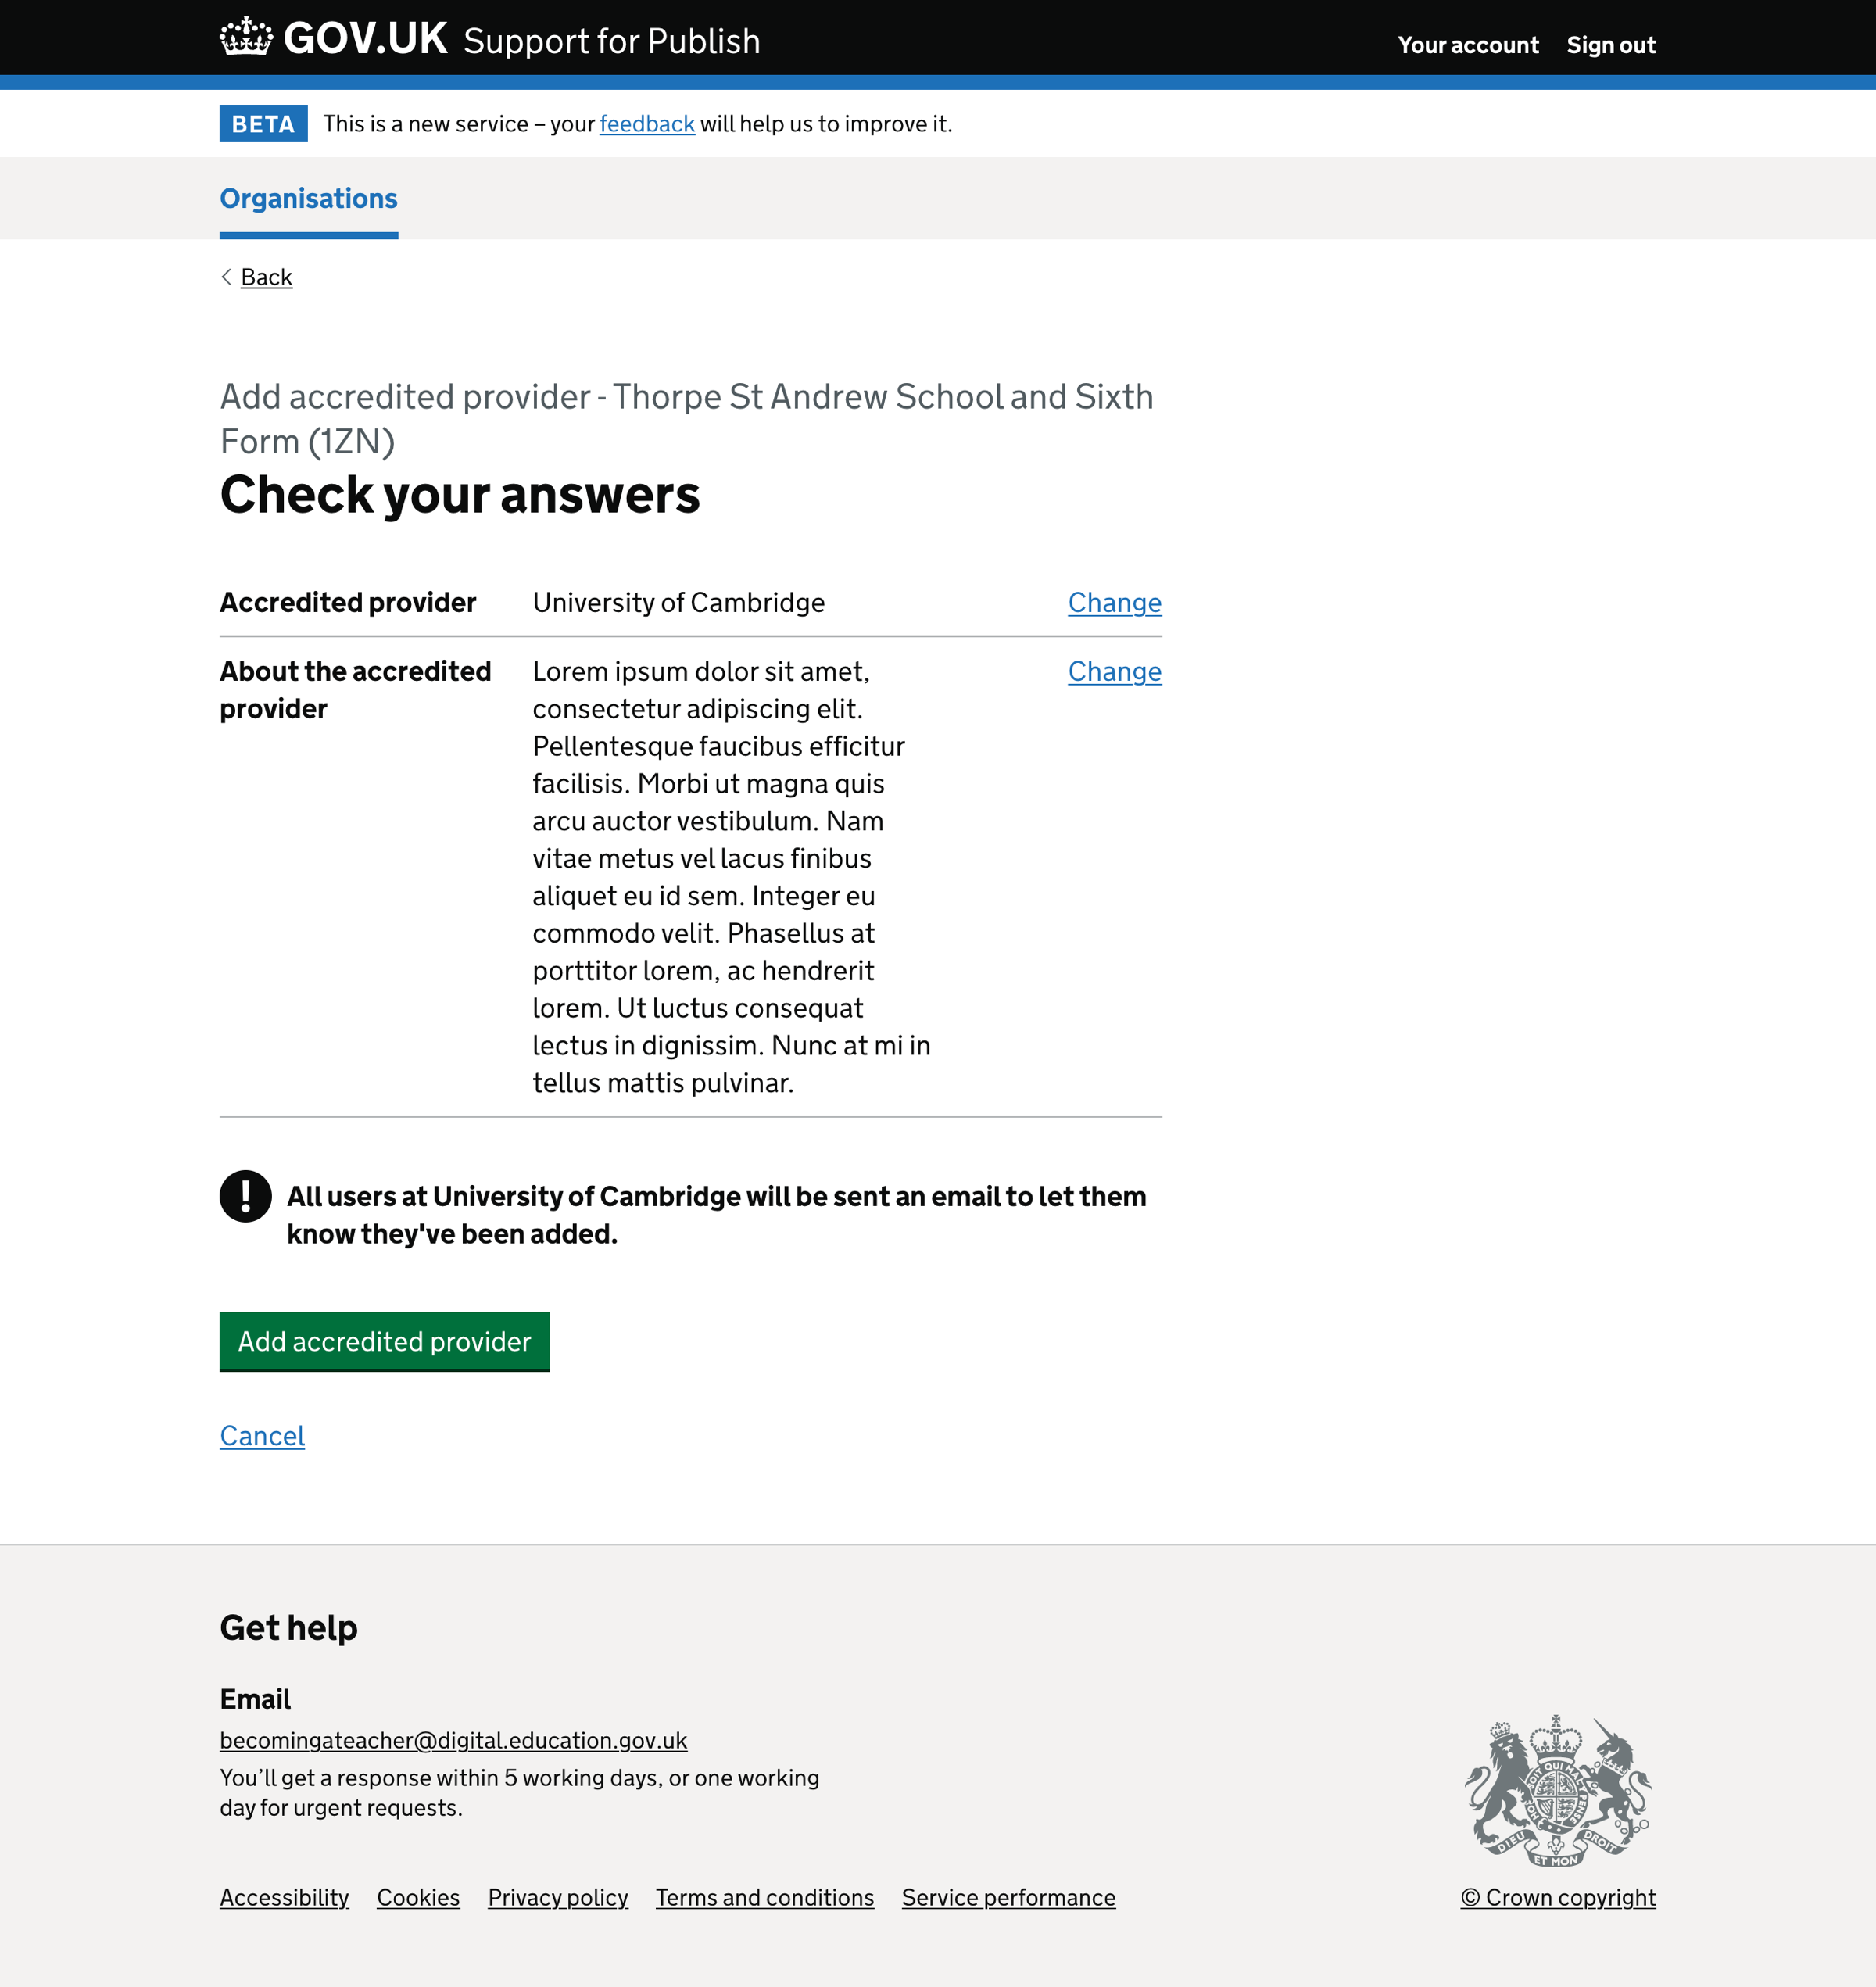 GOV.UK Support for Publish
Your account Sign out
BETA This is a new service – your feedback will help us to improve it.
Organisations
Back
Add accredited provider - Thorpe St Andrew School and Sixth
Form (1ZN)
Check your answers
Accredited provider University of Cambridge Change
About the accredited
provider
Lorem ipsum dolor sit amet,
consectetur adipiscing elit.
Pellentesque faucibus efficitur
facilisis. Morbi ut magna quis
arcu auctor vestibulum. Nam
vitae metus vel lacus finibus
aliquet eu id sem. Integer eu
commodo velit. Phasellus at
porttitor lorem, ac hendrerit
lorem. Ut luctus consequat
lectus in dignissim. Nunc at mi in
tellus mattis pulvinar.
Change
! All users at University of Cambridge will be sent an email to let them
know they've been added.
Add accredited provider
Cancel
Get help
Email
becomingateacher@digital.education.gov.uk
You’ll get a response within 5 working days, or one working
day for urgent requests.
DIEU ET MON DROIT
Accessibility Cookies Privacy policy Terms and conditions Service performance
© Crown copyright